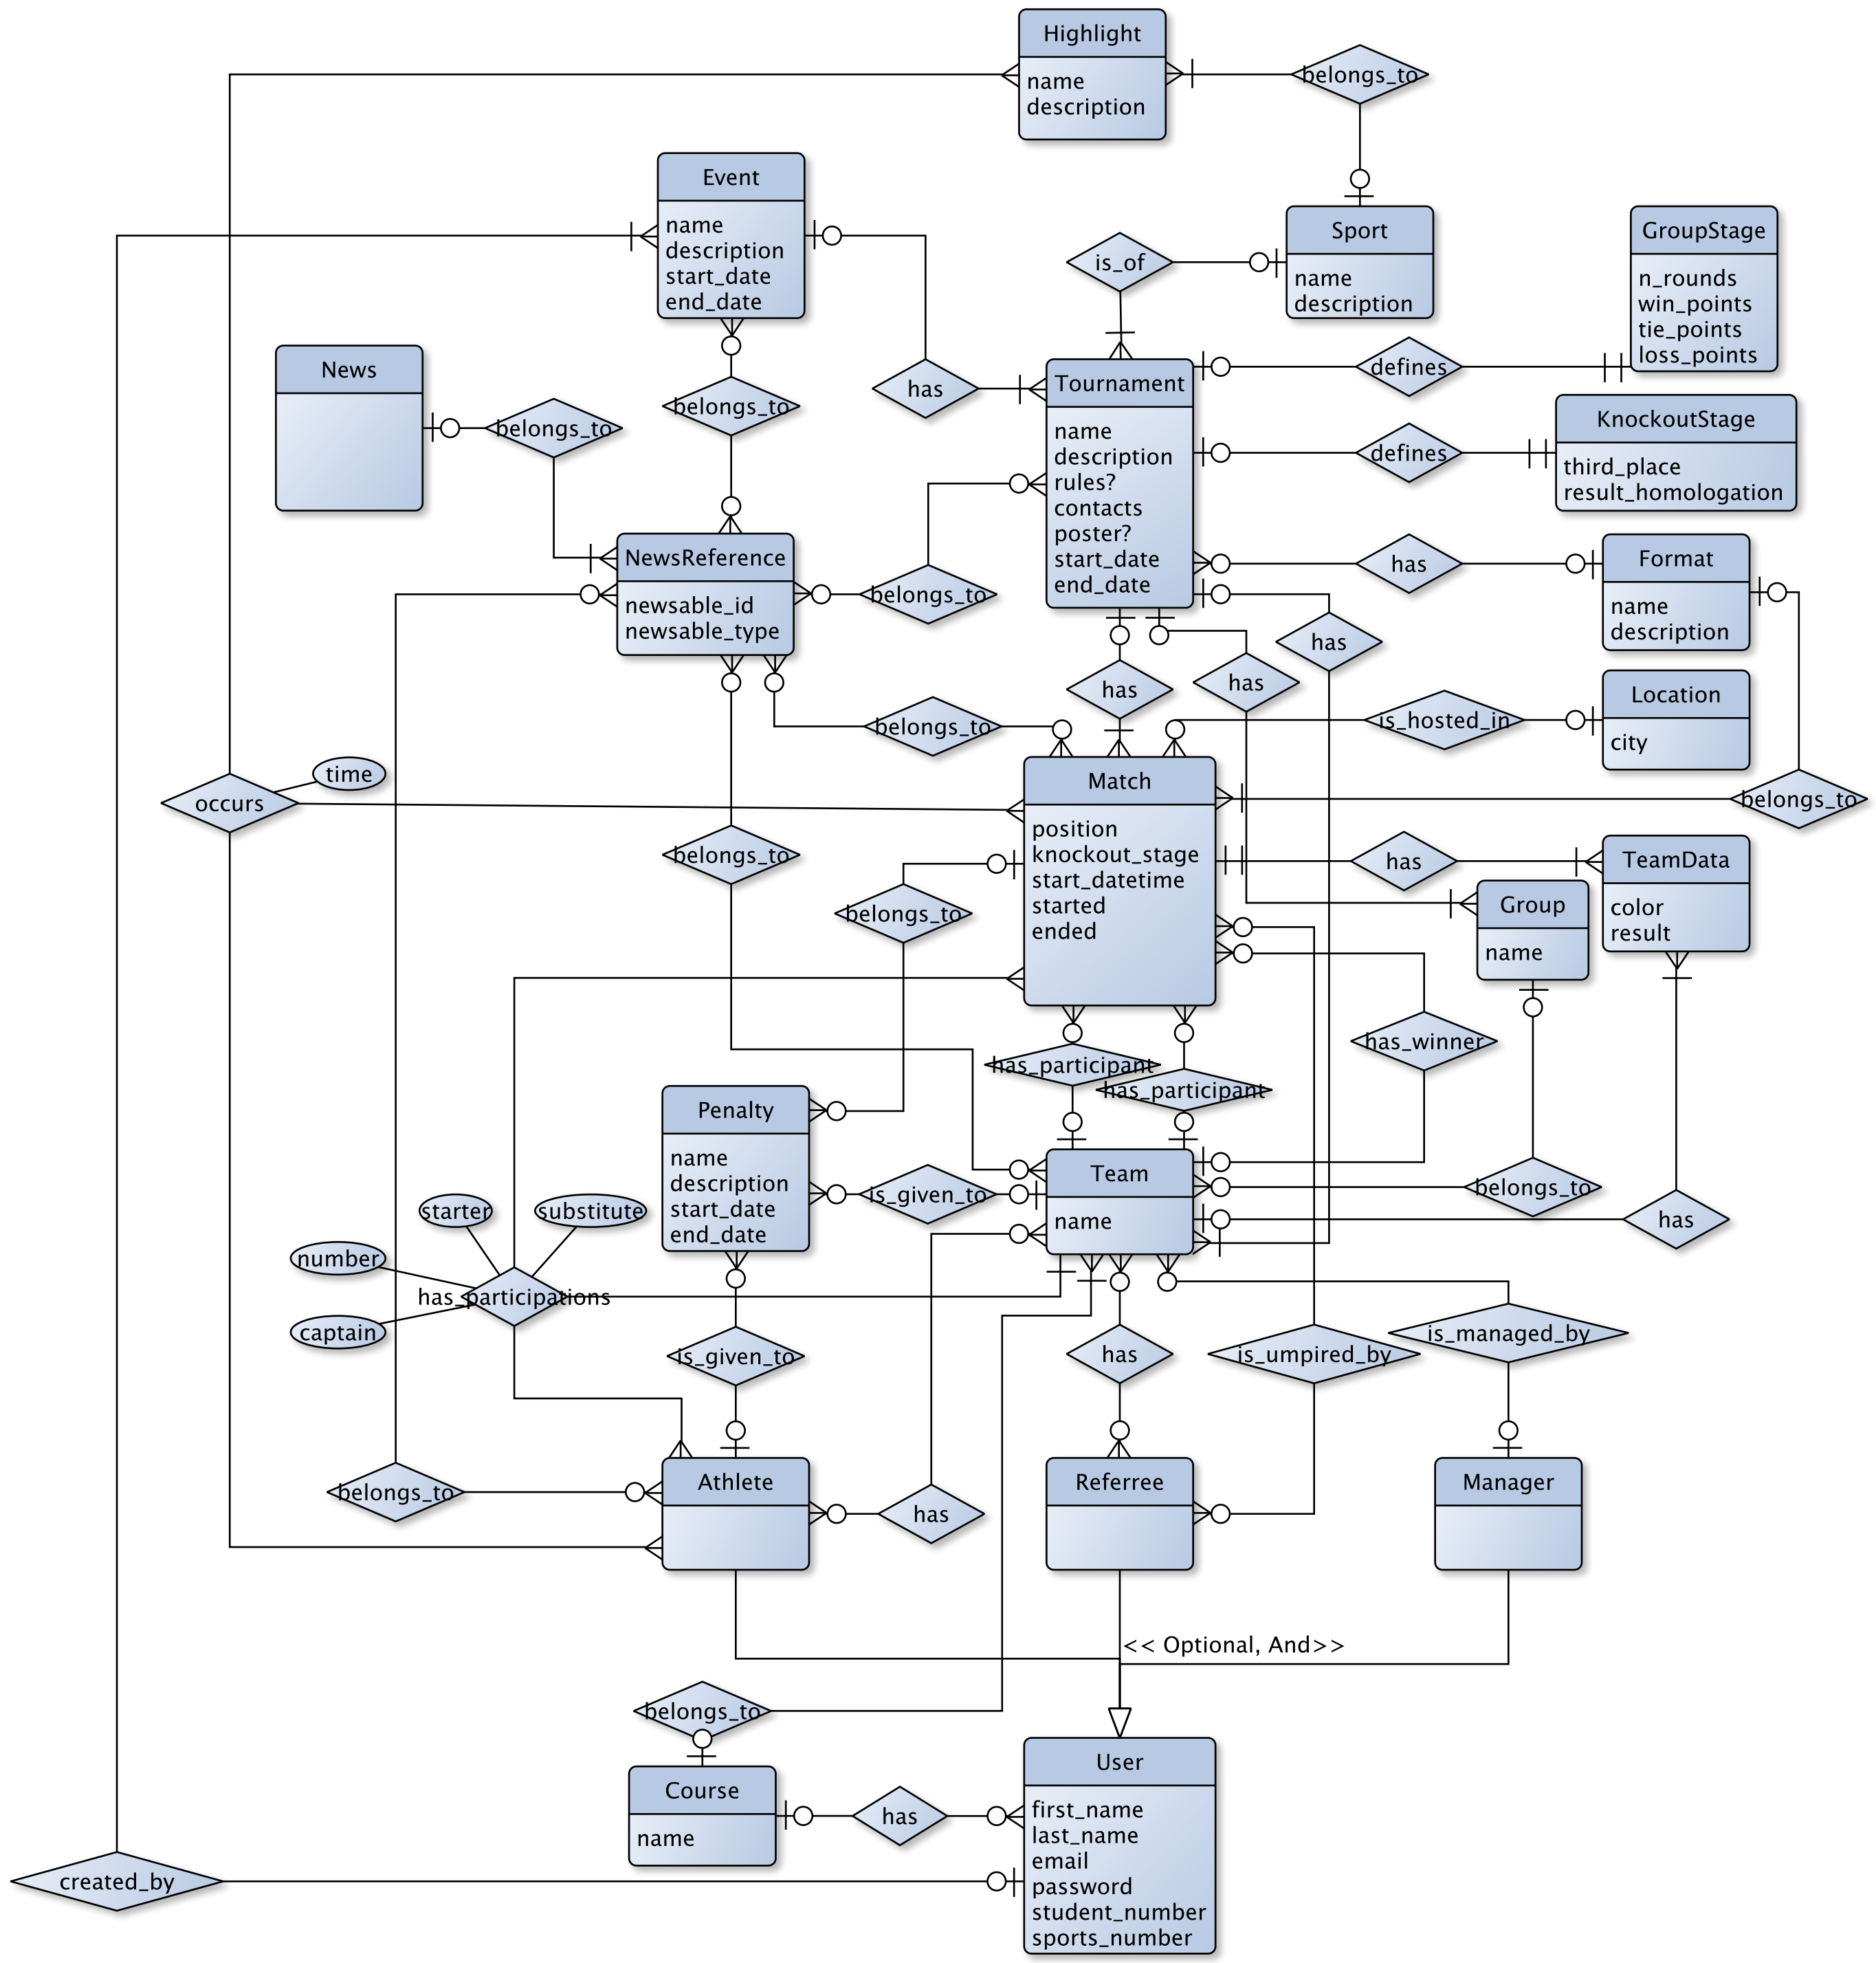 Highlight
name
description
belongs_to
Event
name
description
start_date
end_date
Sport
name
description
is_of
GroupStage
n_rounds
win_points
tie_points
loss_points
News
belongs_to
belongs_to
has
Tournament
name
description
rules?
contacts
poster?
start_date
end_date
defines
KnockoutStage
third_place
result_homologation
defines
NewsReference
newsable_id
newsable_type
belongs_to
has
Format
name
description
has
has
has
belongs_to
is_hosted_in
Location
city
time
occurs
Match
position
knockout_stage
start_datetime
started
ended
belongs_to
belongs_to
belongs_to
has
TeamData
color
result
Group
name
has_participant
has_participant
has_winner
Penalty
name
description
start_date
end_date
is_given_to
Team
name
belongs_to
has
starter
substitute
number
captain
has_participations
is_given_to
has
is_umpired_by
is_managed_by
belongs_to
Athlete
has
Referree
Manager
<< Optional, And>>
belongs_to
Course
name
has
User
first_name
last_name
email
password
student_number
sports_number
created_by